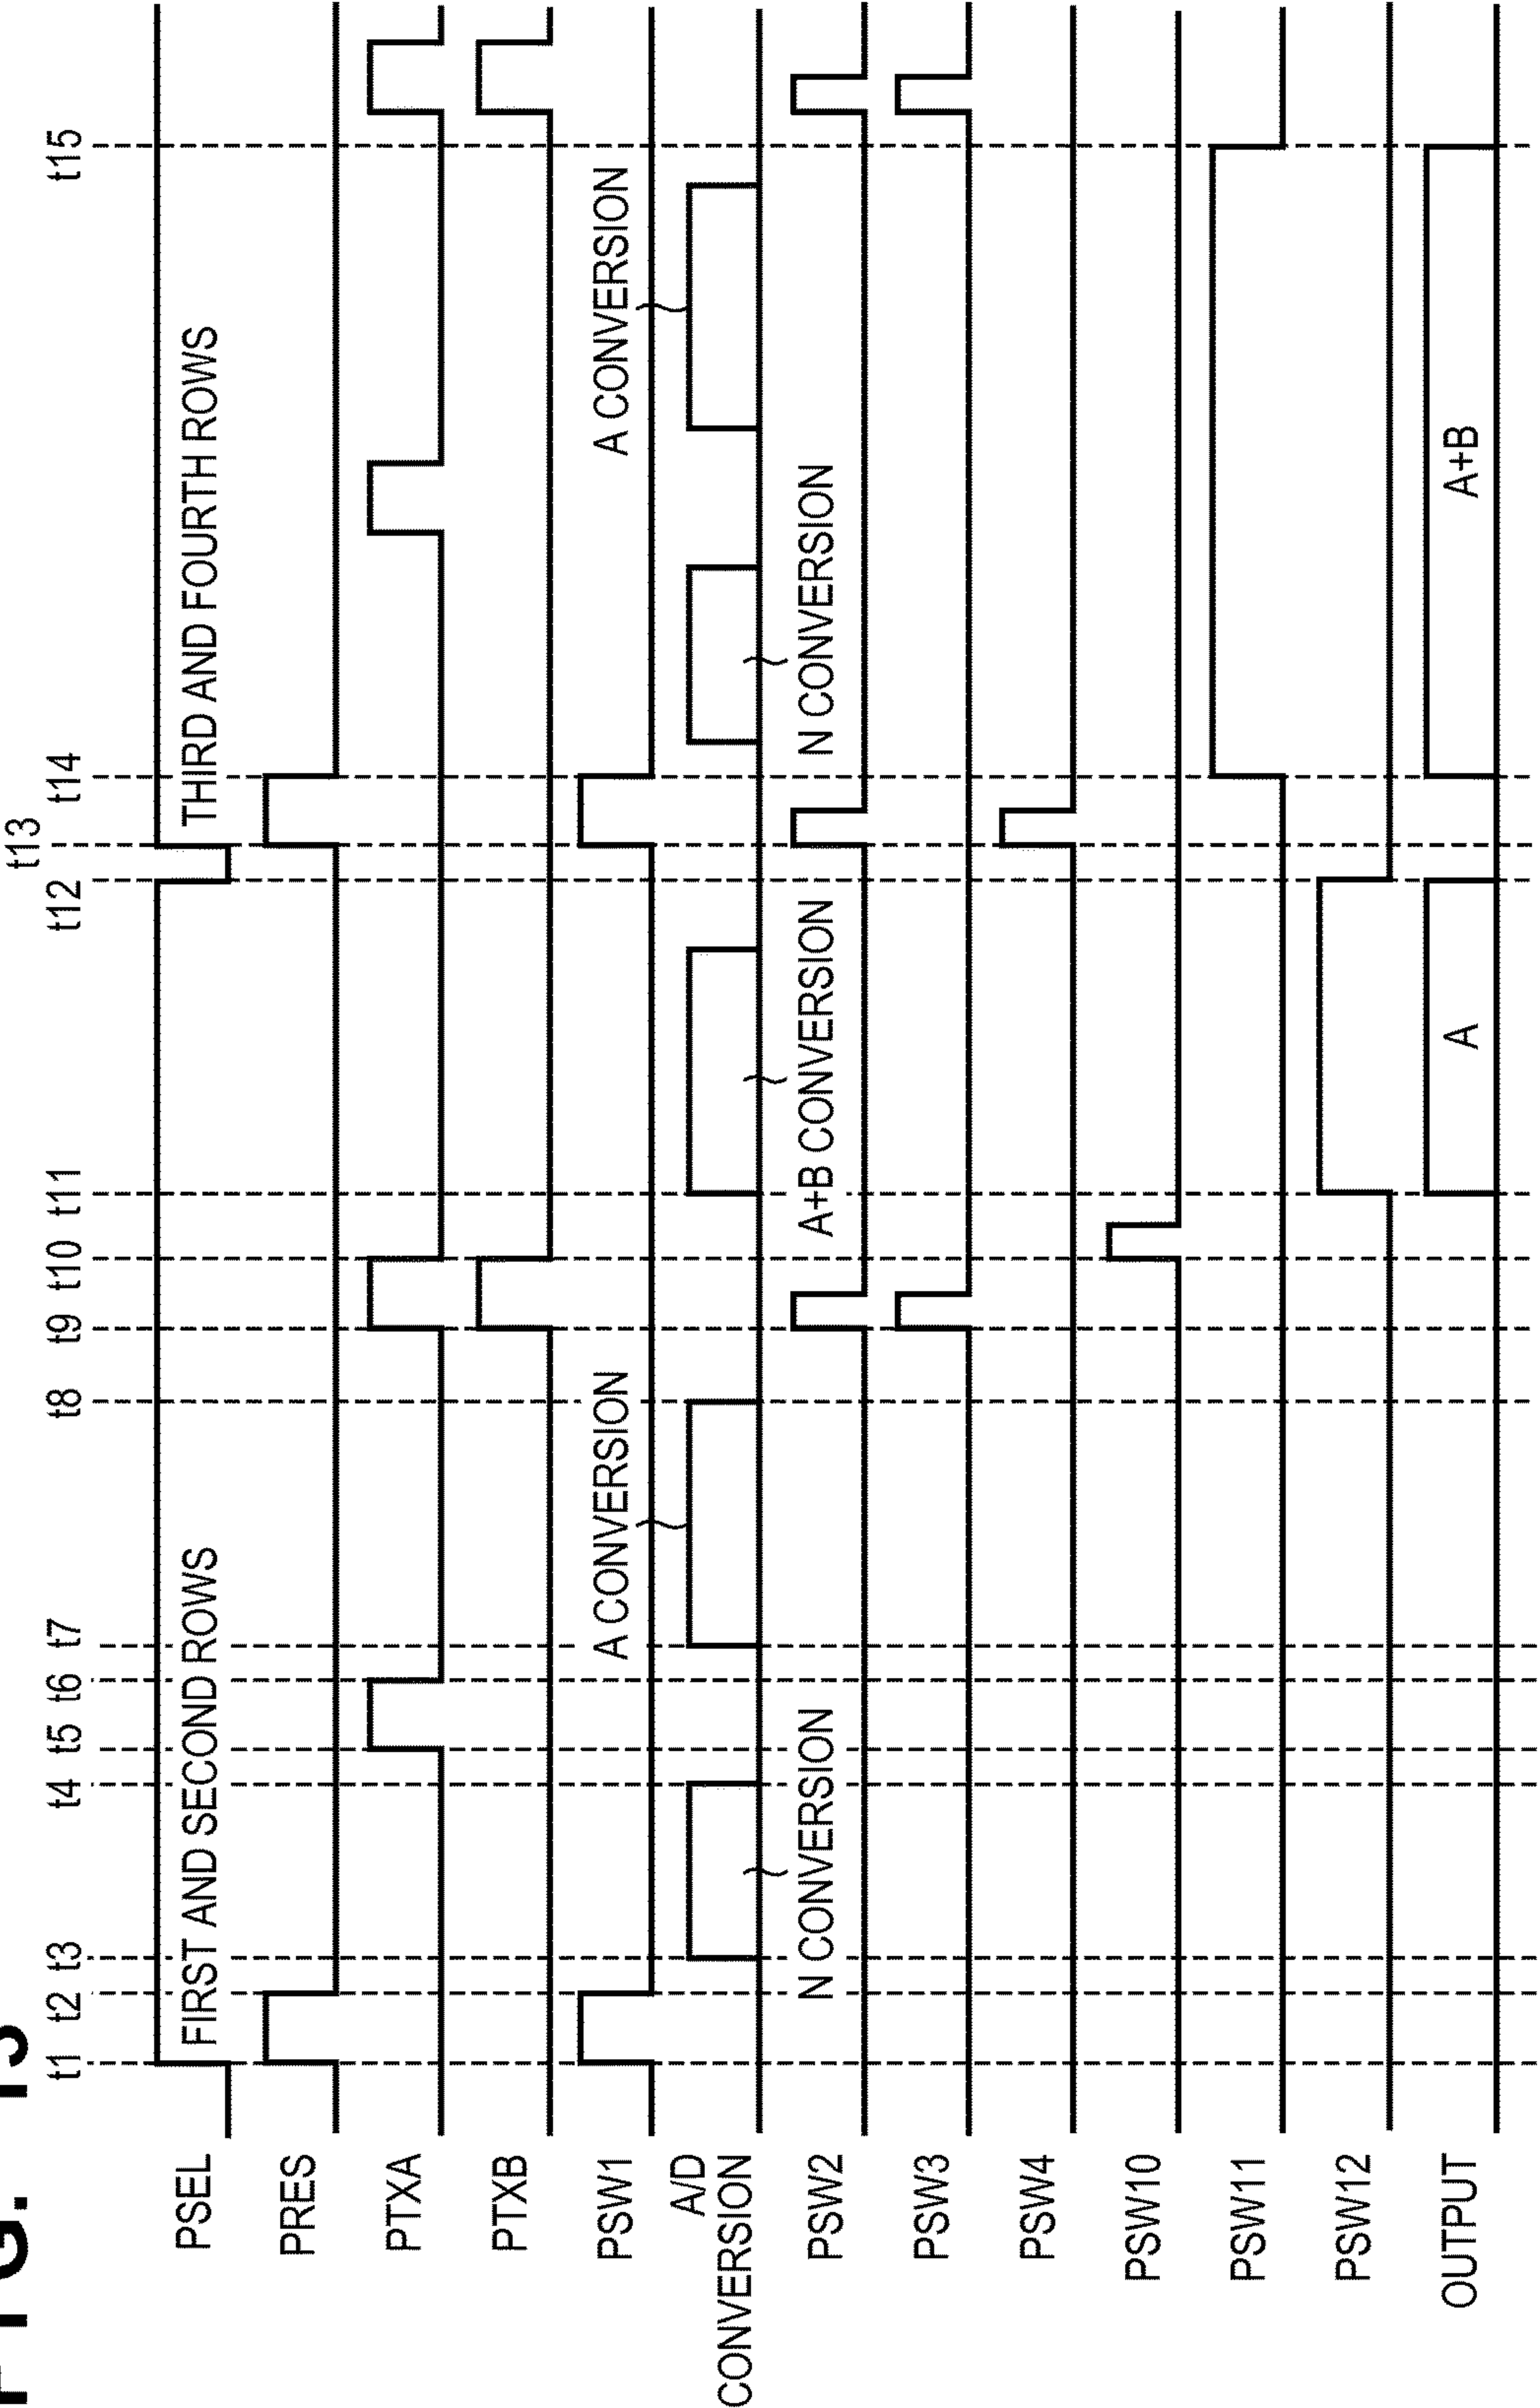 FIG. 13
t1 t2 t3 t4 t5 t6 t7 t8 t9 t10 t11 t12 t13 t14 t15
PSEL
FIRST AND SECOND ROWS
THIRD AND FOURTH ROWS
PRES
PTXA
PTXB
PSW1
A CONVERSION
A CONVERSION
A/D
CONVERSION
PSW2
N CONVERSION
A+B CONVERSION
N CONVERSION
PSW3
PSW4
PSW10
PSW11
PSW12
OUTPUT
A
A+B